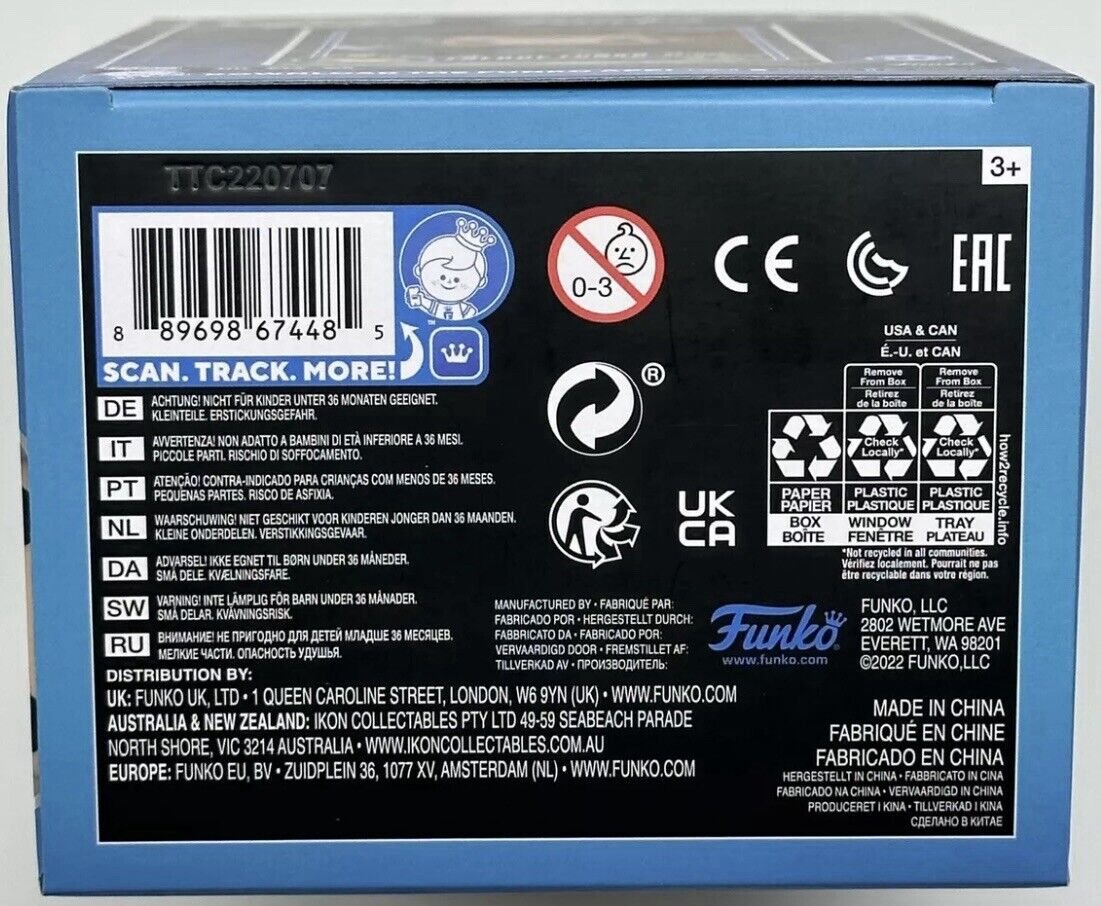 DOWNLOAD THE FUNKO APP
TTC220707
3+
8 89698 67448 5
™
SCAN. TRACK. MORE!
0-3
CE
EAC
DE ACHTUNG! NICHT FÜR KINDER UNTER 36 MONATEN GEEIGNET.
KLEINTEILE. ERSTICKUNGSGEFAHR.
IT AVVERTENZA! NON ADATTO A BAMBINI DI ETÀ INFERIORE A 36 MESI.
PICCOLE PARTI. RISCHIO DI SOFFOCAMENTO.
PT ATENÇÃO! CONTRA-INDICADO PARA CRIANÇAS COM MENOS DE 36 MESES.
PEQUENAS PARTES. RISCO DE ASFIXIA.
NL WAARSCHUWING! NIET GESCHIKT VOOR KINDEREN JONGER DAN 36 MAANDEN.
KLEINE ONDERDELEN. VERSTIKKINGSGEVAAR.
DA ADVARSEL! IKKE EGNET TIL BØRN UNDER 36 MÅNEDER.
SMÅ DELE. KVÆLNINGSFARE.
SW VARNING! INTE LÄMPLIG FÖR BARN UNDER 36 MÅNADER.
SMÅ DELAR. KVÄVNINGSRISK.
RU ВНИМАНИЕ! НЕ ПРИГОДНО ДЛЯ ДЕТЕЙ МЛАДШЕ 36 МЕСЯЦЕВ.
МЕЛКИЕ ЧАСТИ. ОПАСНОСТЬ УДУШЬЯ.
®
UK
CA
USA & CAN
É.-U. et CAN
Remove
From Box
Retirez
de la boîte
Remove
From Box
Retirez
de la boîte
Check
Locally*
Check
Locally*
PAPER
PAPIER
PLASTIC
PLASTIQUE
PLASTIC
PLASTIQUE
BOX
BOÎTE
WINDOW
FENÊTRE
TRAY
PLATEAU
how2recycle.info
*Not recycled in all communities.
Vérifiez localement. Pourrait ne pas
être recyclable dans votre région.
MANUFACTURED BY • FABRIQUÉ PAR:
FABRICADO POR • HERGESTELLT DURCH:
FABBRICATO DA • FABRICADO POR:
VERVAARDIGD DOOR • FREMSTILLET AF:
TILLVERKAD AV • ПРОИЗВОДИТЕЛЬ:
Funko®
www.funko.com
FUNKO, LLC
2802 WETMORE AVE
EVERETT, WA 98201
©2022 FUNKO,LLC
DISTRIBUTION BY:
UK: FUNKO UK, LTD • 1 QUEEN CAROLINE STREET, LONDON, W6 9YN (UK) • WWW.FUNKO.COM
AUSTRALIA & NEW ZEALAND: IKON COLLECTABLES PTY LTD 49-59 SEABEACH PARADE
NORTH SHORE, VIC 3214 AUSTRALIA • WWW.IKONCOLLECTABLES.COM.AU
EUROPE: FUNKO EU, BV • ZUIDPLEIN 36, 1077 XV, AMSTERDAM (NL) • WWW.FUNKO.COM
MADE IN CHINA
FABRIQUÉ EN CHINE
FABRICADO EN CHINA
HERGESTELLT IN CHINA • FABBRICATO IN CINA
FABRICADO NA CHINA • VERVAARDIGD IN CHINA
PRODUCERET I KINA • TILLVERKAD I KINA
СДЕЛАНО В КИТАЕ